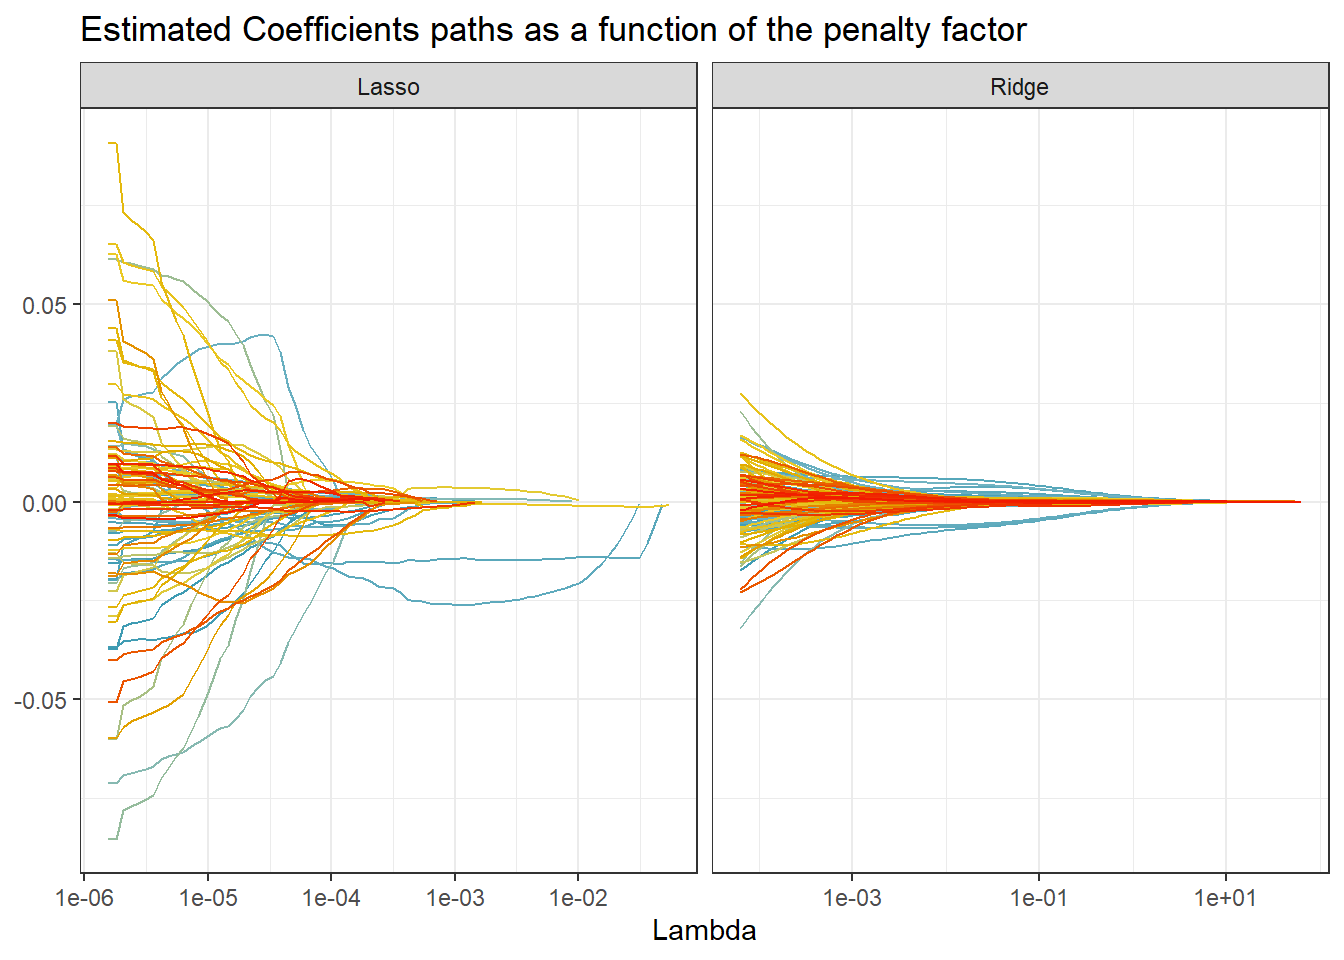 Estimated Coefficients paths as a function of the penalty factor
Lasso
Ridge
0.05
0.00
-0.05
1e-06
1e-05
1e-04
1e-03
1e-02
1e-03
1e-01
1e+01
Lambda